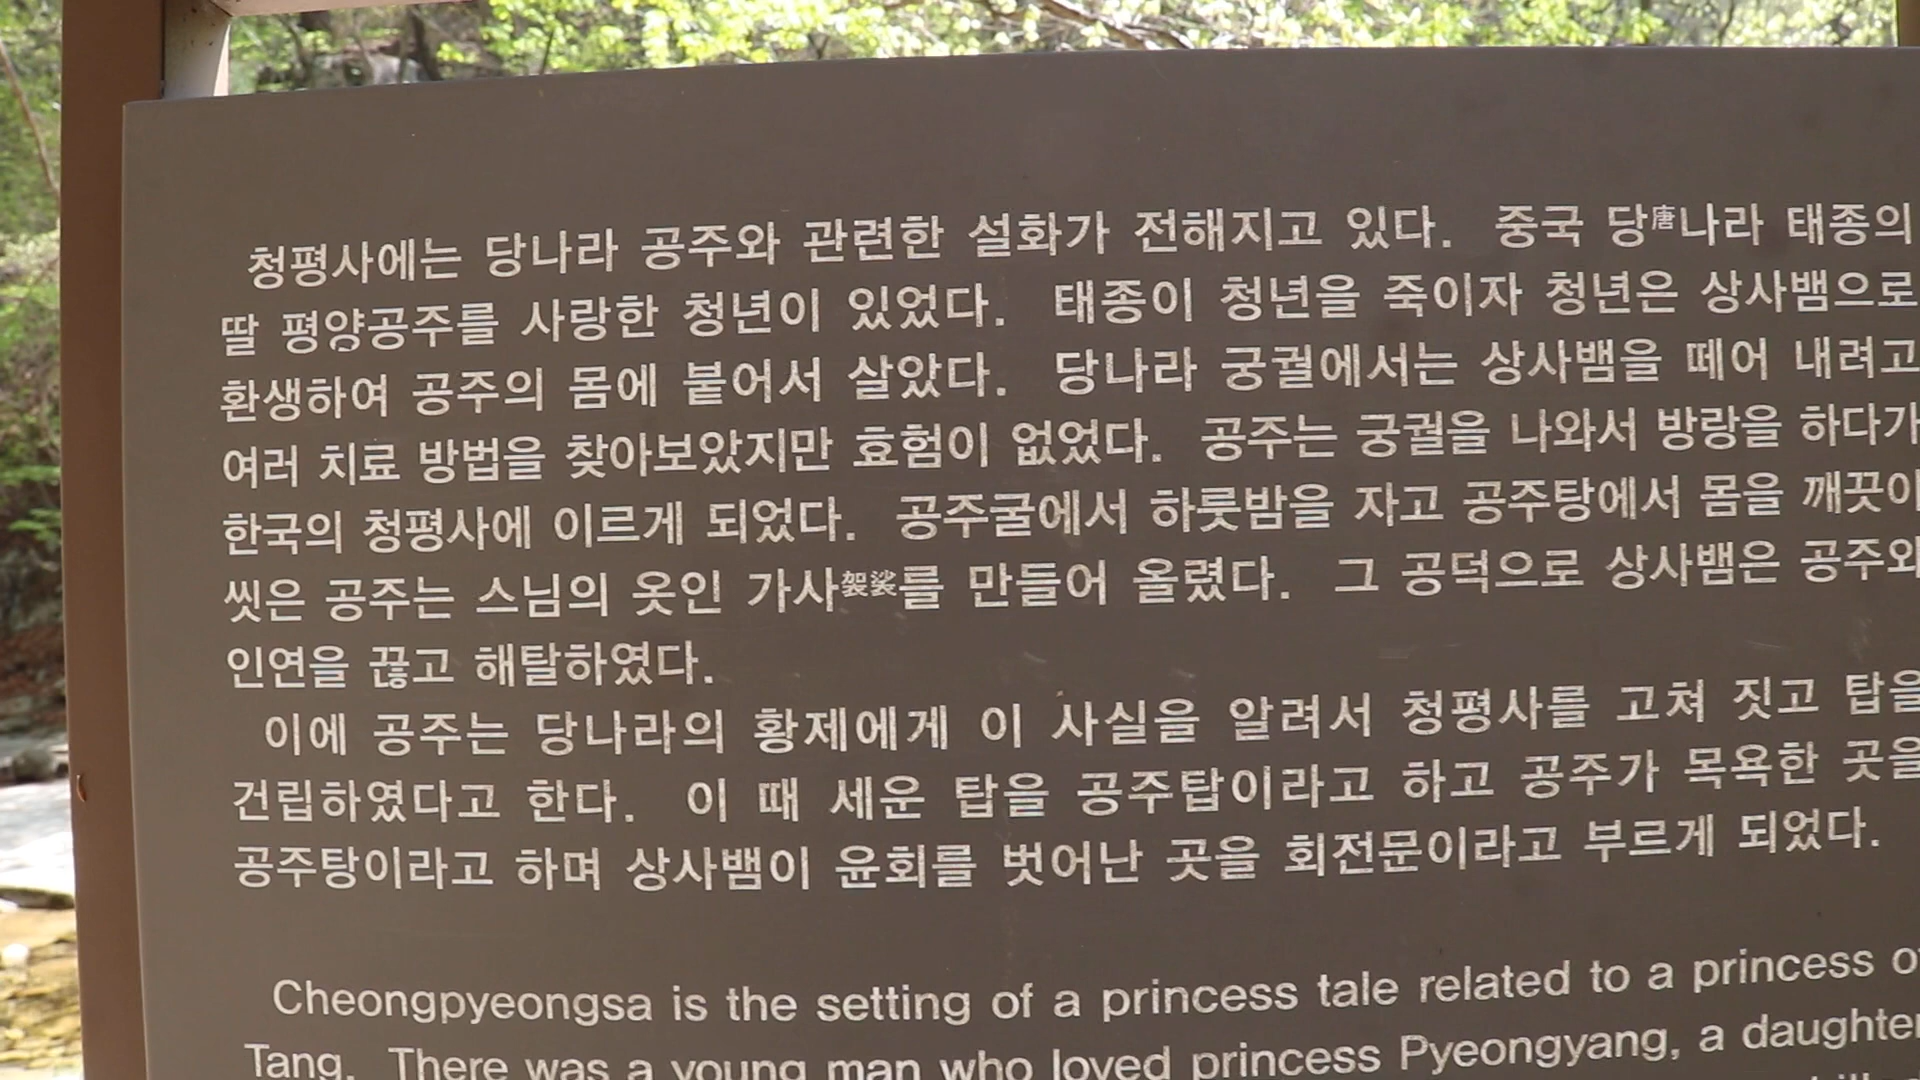 청평사에는 당나라 공주와 관련한 설화가 전해지고 있다. 중국 당唐나라 태종의
딸 평양공주를 사랑한 청년이 있었다. 태종이 청년을 죽이자 청년은 상사뱀으로
환생하여 공주의 몸에 붙어서 살았다. 당나라 궁궐에서는 상사뱀을 떼어 내려고
여러 치료 방법을 찾아보았지만 효험이 없었다. 공주는 궁궐을 나와서 방랑을 하다가
한국의 청평사에 이르게 되었다. 공주굴에서 하룻밤을 자고 공주탕에서 몸을 깨끗이
씻은 공주는 스님의 옷인 가사袈裟를 만들어 올렸다. 그 공덕으로 상사뱀은 공주와
인연을 끊고 해탈하였다.
이에 공주는 당나라의 황제에게 이 사실을 알려서 청평사를 고쳐 짓고 탑을
건립하였다고 한다. 이 때 세운 탑을 공주탑이라고 하고 공주가 목욕한 곳을
공주탕이라고 하며 상사뱀이 윤회를 벗어난 곳을 회전문이라고 부르게 되었다.
Cheongpyeongsa is the setting of a princess tale related to a princess of
Tang. There was a young man who loved princess Pyeongyang, a daughter